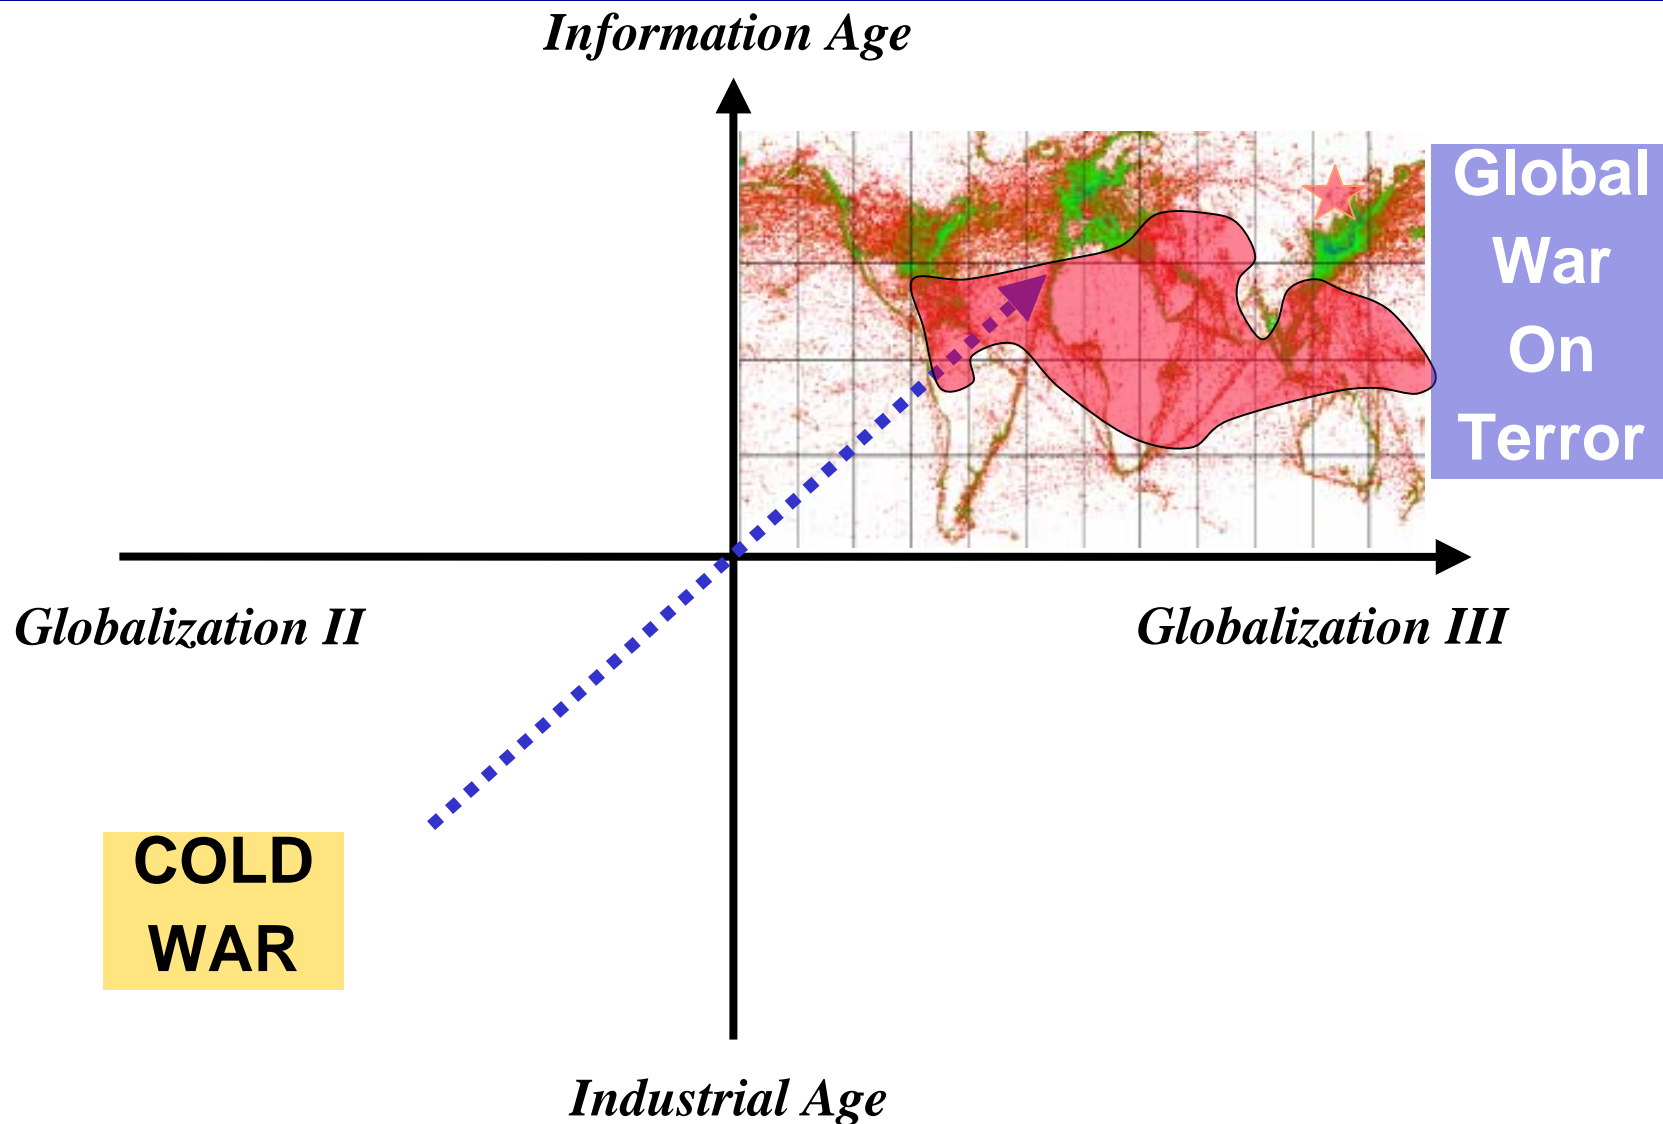 Information Age
Global
War
On
Terror
Globalization II
Globalization III
COLD
WAR
Industrial Age